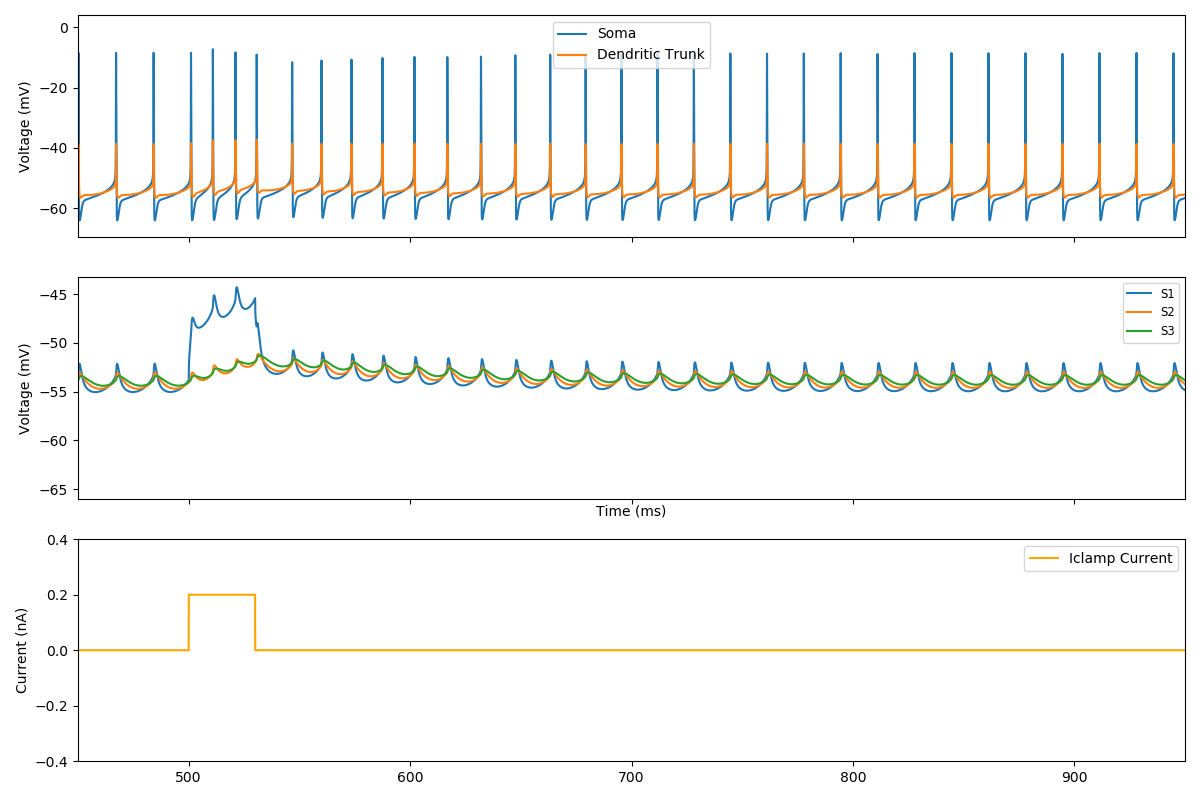 0
−20
−40
−60
Voltage (mV)
Soma
Dendritic Trunk
−45
−50
−55
−60
−65
Voltage (mV)
S1
S2
S3
Time (ms)
0.4
0.2
0.0
−0.2
−0.4
Current (nA)
Iclamp Current
500 600 700 800 900